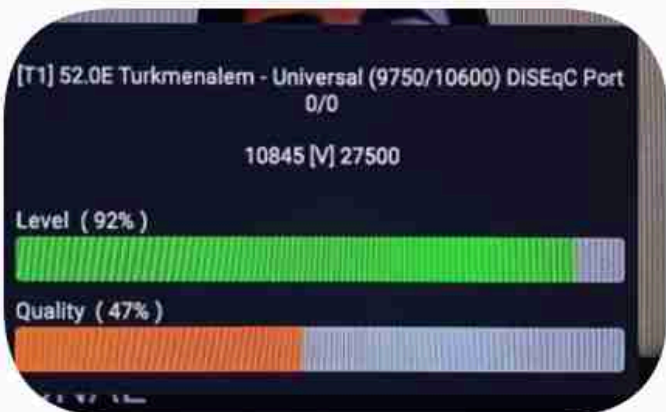 [T1] 52.0E Turkmenalem - Universal (9750/10600) DiSEqC Port
0/0
10845 [V] 27500
Level ( 92% )
Quality ( 47% )